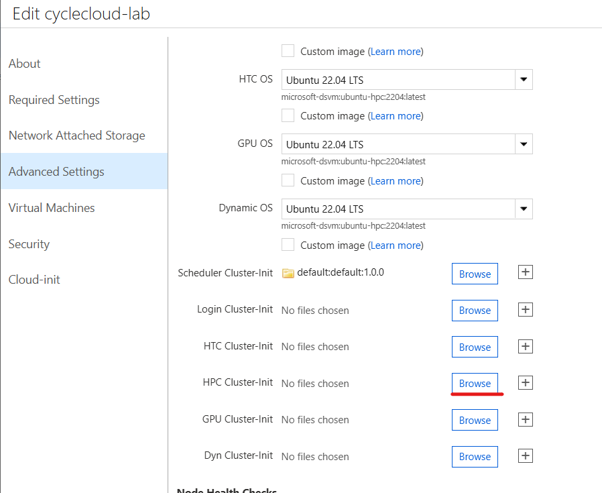 Edit cyclecloud-lab
About
Required Settings
Network Attached Storage
Advanced Settings
Virtual Machines
Security
Cloud-init
Custom image (Learn more)
HTC OS Ubuntu 22.04 LTS
microsoft-dsvm:ubuntu-hpc:2204:latest
Custom image (Learn more)
GPU OS Ubuntu 22.04 LTS
microsoft-dsvm:ubuntu-hpc:2204:latest
Custom image (Learn more)
Dynamic OS Ubuntu 22.04 LTS
microsoft-dsvm:ubuntu-hpc:2204:latest
Custom image (Learn more)
Scheduler Cluster-Init default:default:1.0.0 Browse
Login Cluster-Init No files chosen Browse
HTC Cluster-Init No files chosen Browse
HPC Cluster-Init No files chosen Browse
GPU Cluster-Init No files chosen Browse
Dyn Cluster-Init No files chosen Browse
Node Health Checks